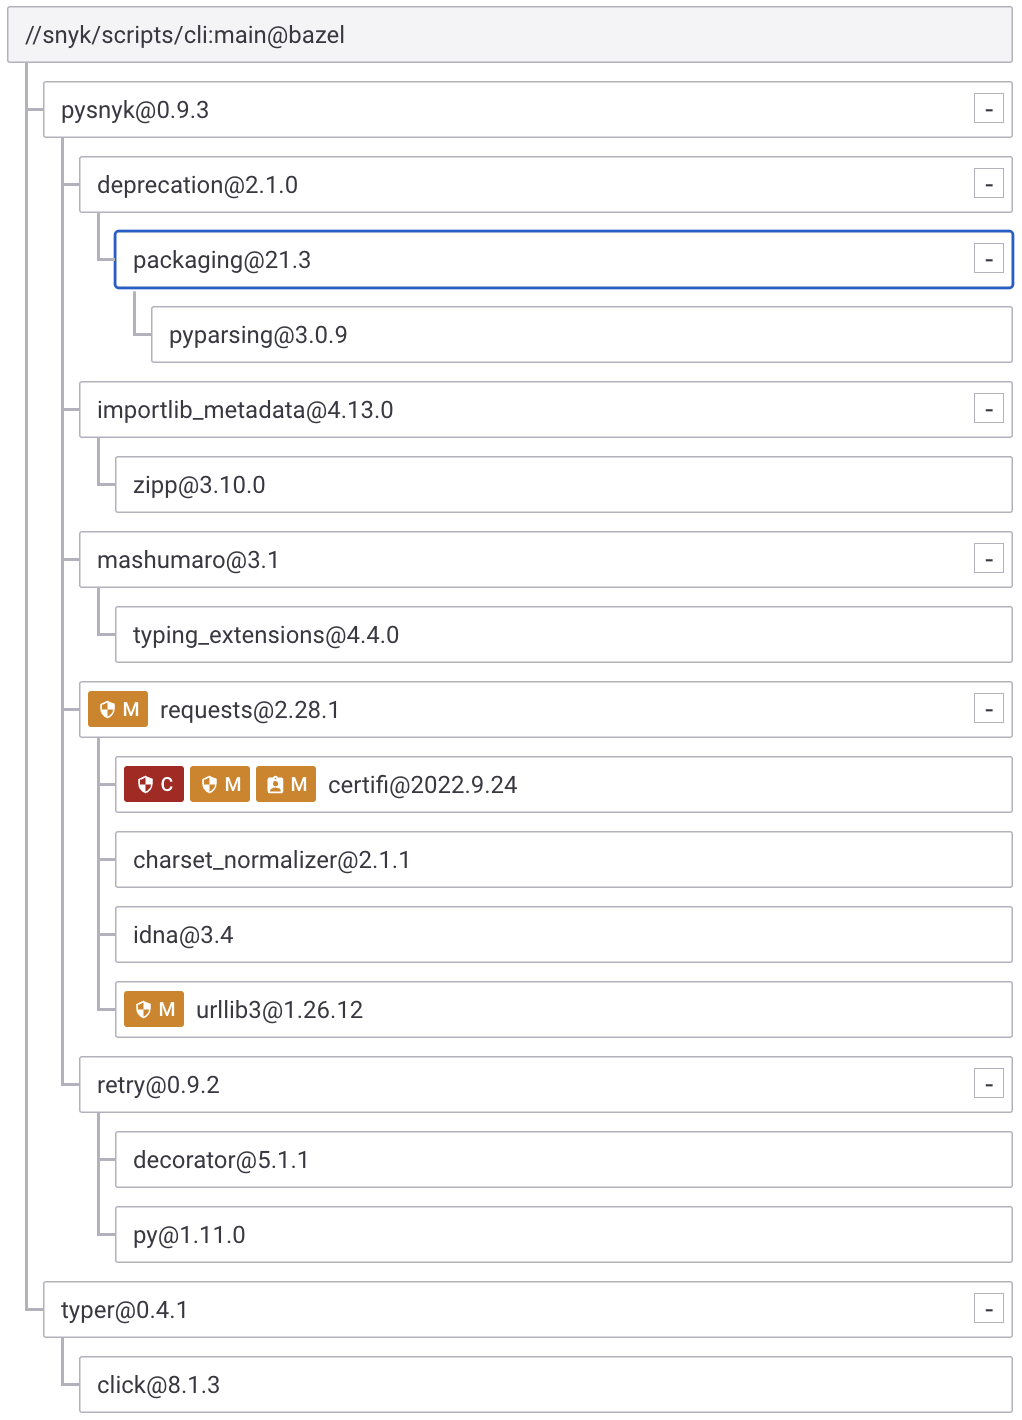 //snyk/scripts/cli:main@bazel
pysnyk@0.9.3 -
deprecation@2.1.0 -
packaging@21.3 -
pyparsing@3.0.9
importlib_metadata@4.13.0 -
zipp@3.10.0
mashumaro@3.1 -
typing_extensions@4.4.0
M requests@2.28.1 -
C M M certifi@2022.9.24
charset_normalizer@2.1.1
idna@3.4
M urllib3@1.26.12
retry@0.9.2 -
decorator@5.1.1
py@1.11.0
typer@0.4.1 -
click@8.1.3